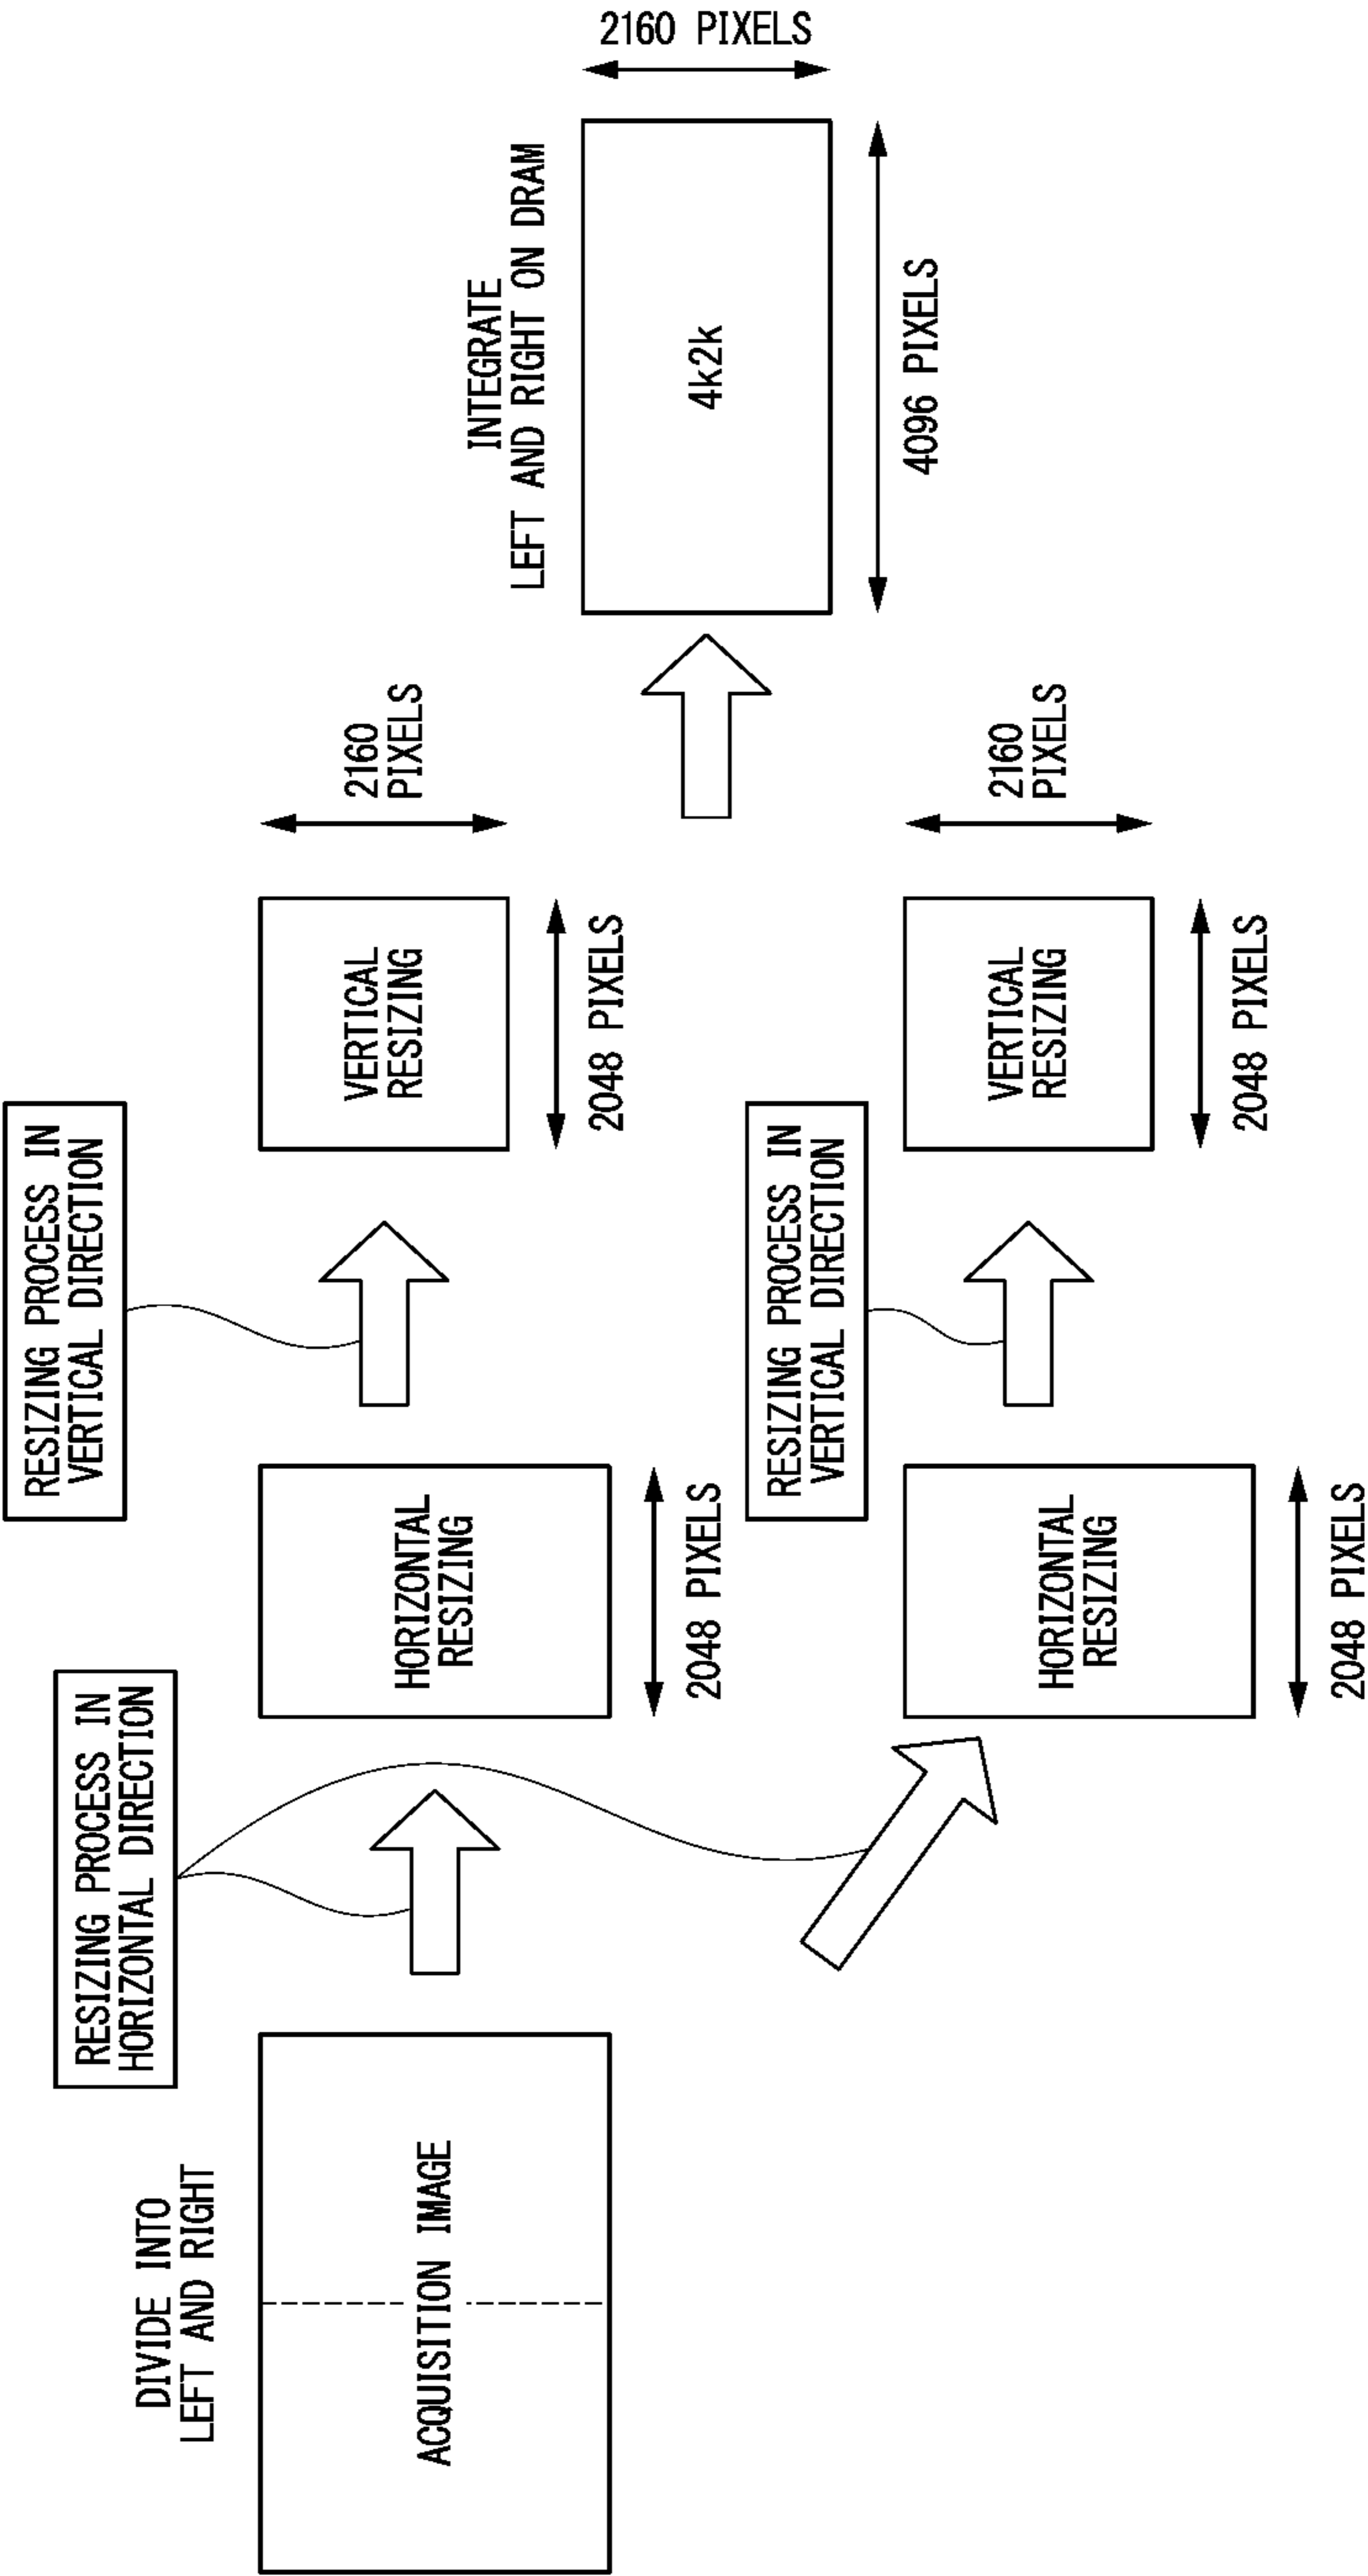 DIVIDE INTO
LEFT AND RIGHT
ACQUISITION IMAGE
RESIZING PROCESS IN
HORIZONTAL DIRECTION
HORIZONTAL
RESIZING
2048 PIXELS
RESIZING PROCESS IN
VERTICAL DIRECTION
VERTICAL
RESIZING
2048 PIXELS
2160
PIXELS
HORIZONTAL
RESIZING
2048 PIXELS
RESIZING PROCESS IN
VERTICAL DIRECTION
VERTICAL
RESIZING
2048 PIXELS
2160
PIXELS
INTEGRATE
LEFT AND RIGHT ON DRAM
4k2k
4096 PIXELS
2160 PIXELS